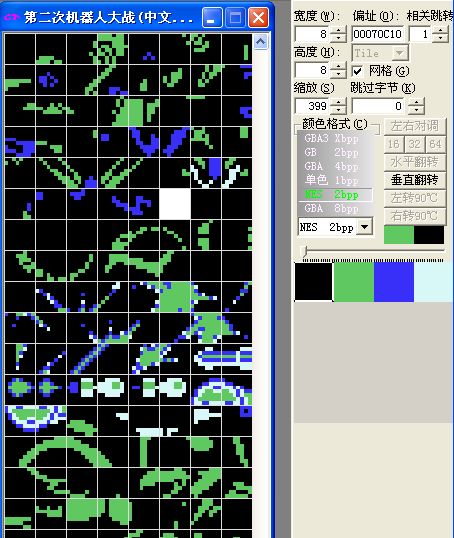 第二次机器人大战(中文...
宽度(W): 偏址(U): 相关跳转
8 00070C10 1
高度(H):
8 Tile
网格(G)
缩放(S) 跳过字节(K)
399 0
颜色格式(C)
GBA3 Xbpp
GB 2bpp
GBA 4bpp
单色 1bpp
NES 2bpp
GBA 8bpp
NES 2bpp
左右对调
16 32 64
水平翻转
垂直翻转
左转90℃
右转90℃